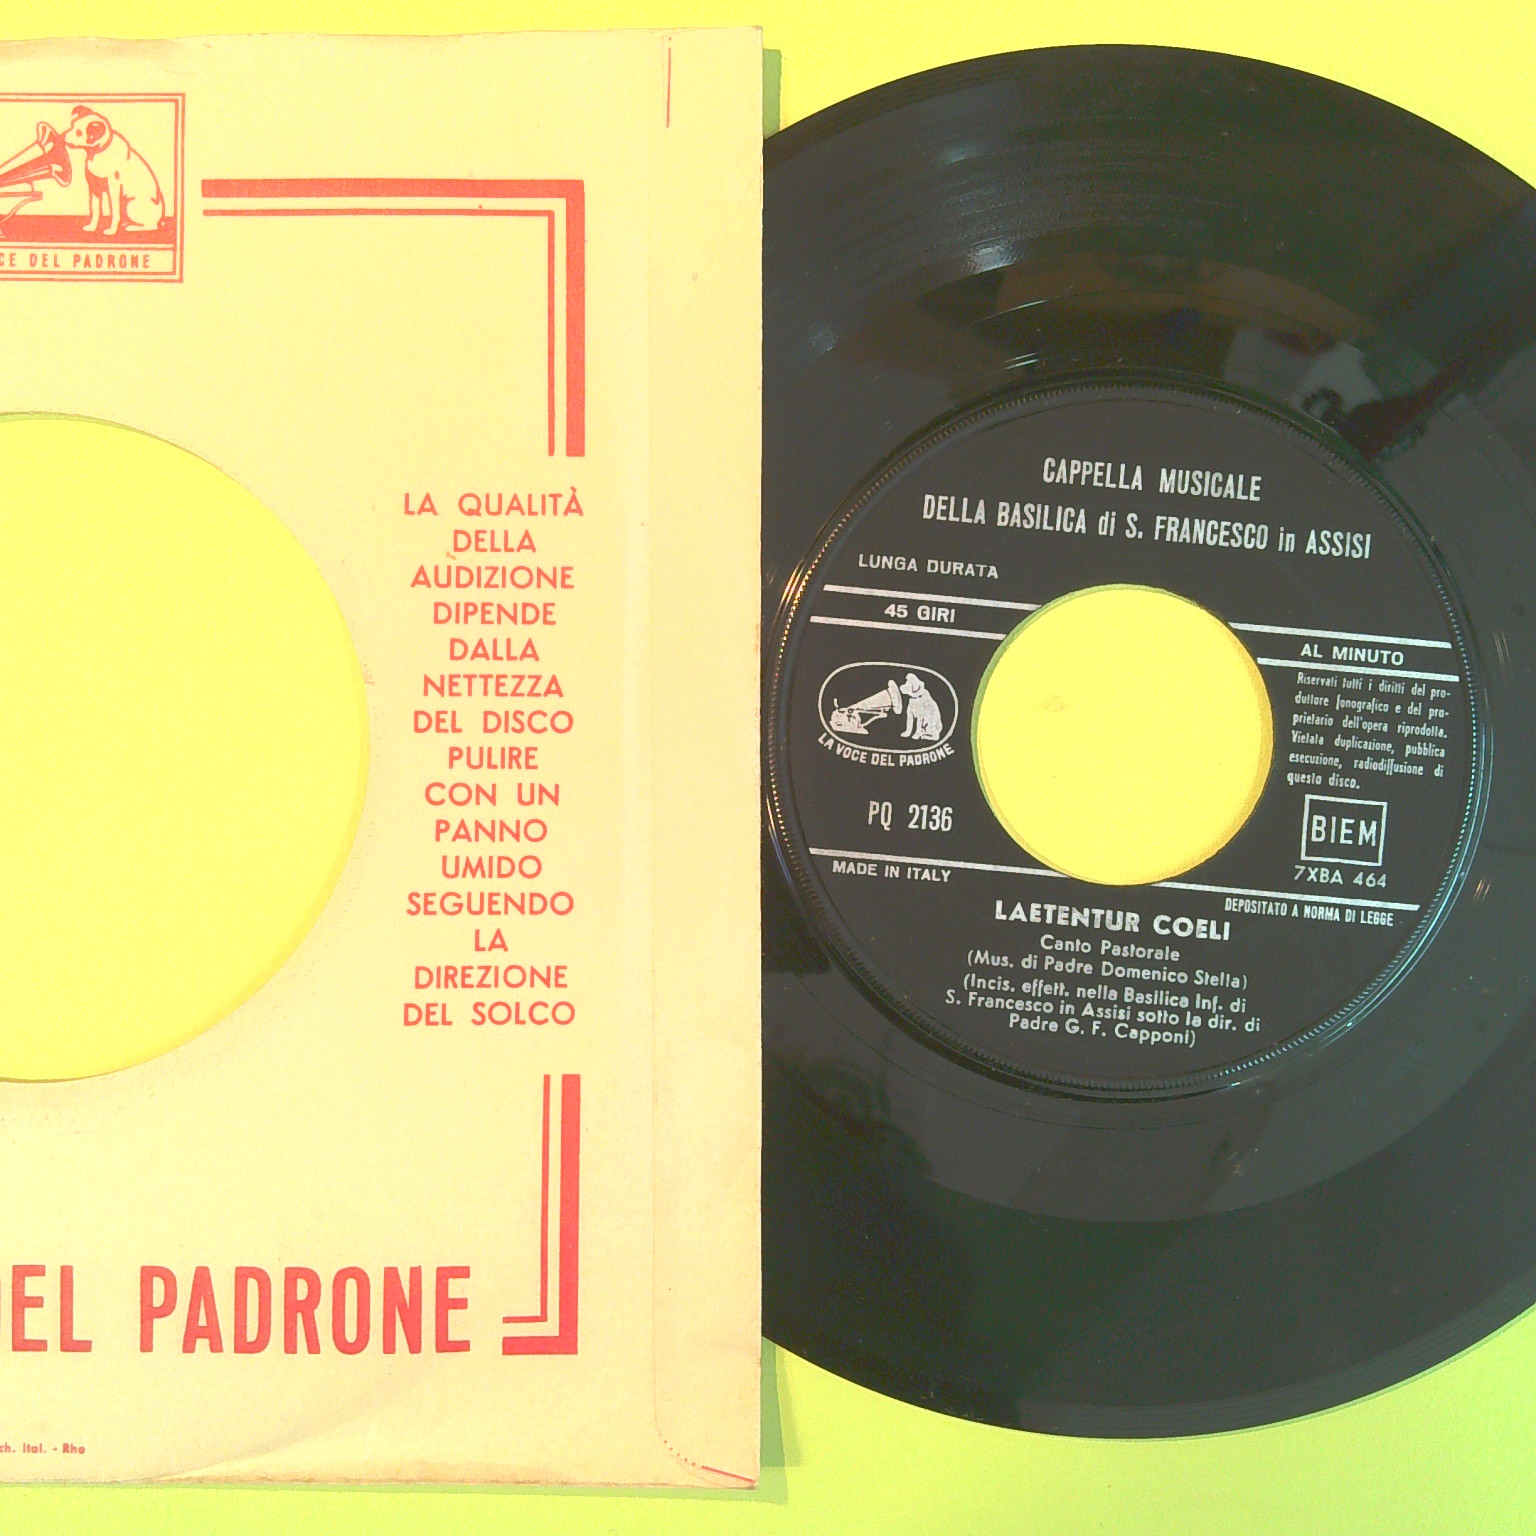 CE DEL PADRONE
LA QUALITÀ
DELLA
AUDIZIONE
DIPENDE
DALLA
NETTEZZA
DEL DISCO
PULIRE
CON UN
PANNO
UMIDO
SEGUENDO
LA
DIREZIONE
DEL SOLCO
DEL PADRONE
ch. Ital. - Rho
CAPPELLA MUSICALE
DELLA BASILICA di S. FRANCESCO in ASSISI
LUNGA DURATA
45 GIRI
AL MINUTO
Riservati tutti i diritti del pro-
duttore fonografico e del pro-
prietario dell'opera riprodotta.
Vietata duplicazione, pubblica
esecuzione, radiodiffusione di
questo disco.
LA VOCE DEL PADRONE
PQ 2136
BIEM
7XBA 464
MADE IN ITALY
DEPOSITATO A NORMA DI LEGGE
LAETENTUR COELI
Canto Pastorale
(Mus. di Padre Domenico Stella)
(Incis. effett. nella Basilica Inf. di
S. Francesco in Assisi sotto la dir. di
Padre G. F. Capponi)